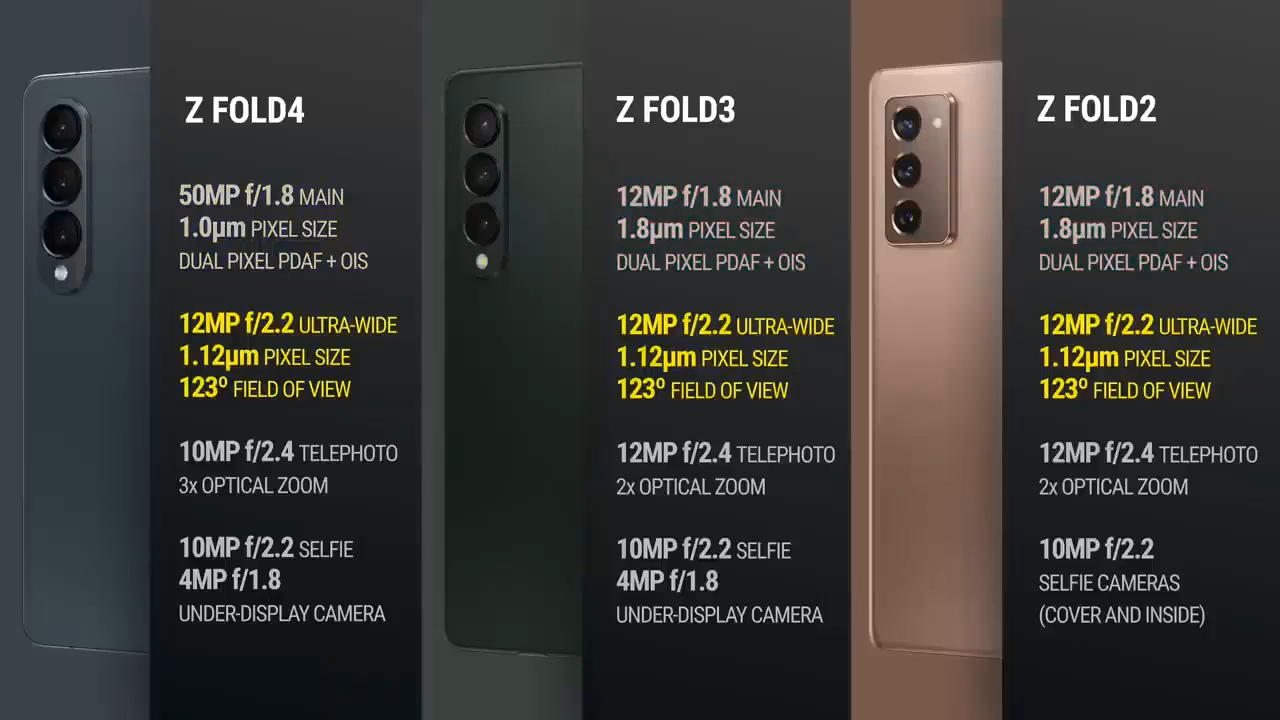 Z FOLD4
50MP f/1.8 MAIN
1.0µm PIXEL SIZE
DUAL PIXEL PDAF + OIS
12MP f/2.2 ULTRA-WIDE
1.12µm PIXEL SIZE
123º FIELD OF VIEW
10MP f/2.4 TELEPHOTO
3x OPTICAL ZOOM
10MP f/2.2 SELFIE
4MP f/1.8
UNDER-DISPLAY CAMERA
Z FOLD3
12MP f/1.8 MAIN
1.8µm PIXEL SIZE
DUAL PIXEL PDAF + OIS
12MP f/2.2 ULTRA-WIDE
1.12µm PIXEL SIZE
123º FIELD OF VIEW
12MP f/2.4 TELEPHOTO
2x OPTICAL ZOOM
10MP f/2.2 SELFIE
4MP f/1.8
UNDER-DISPLAY CAMERA
Z FOLD2
12MP f/1.8 MAIN
1.8µm PIXEL SIZE
DUAL PIXEL PDAF + OIS
12MP f/2.2 ULTRA-WIDE
1.12µm PIXEL SIZE
123º FIELD OF VIEW
12MP f/2.4 TELEPHOTO
2x OPTICAL ZOOM
10MP f/2.2
SELFIE CAMERAS
(COVER AND INSIDE)